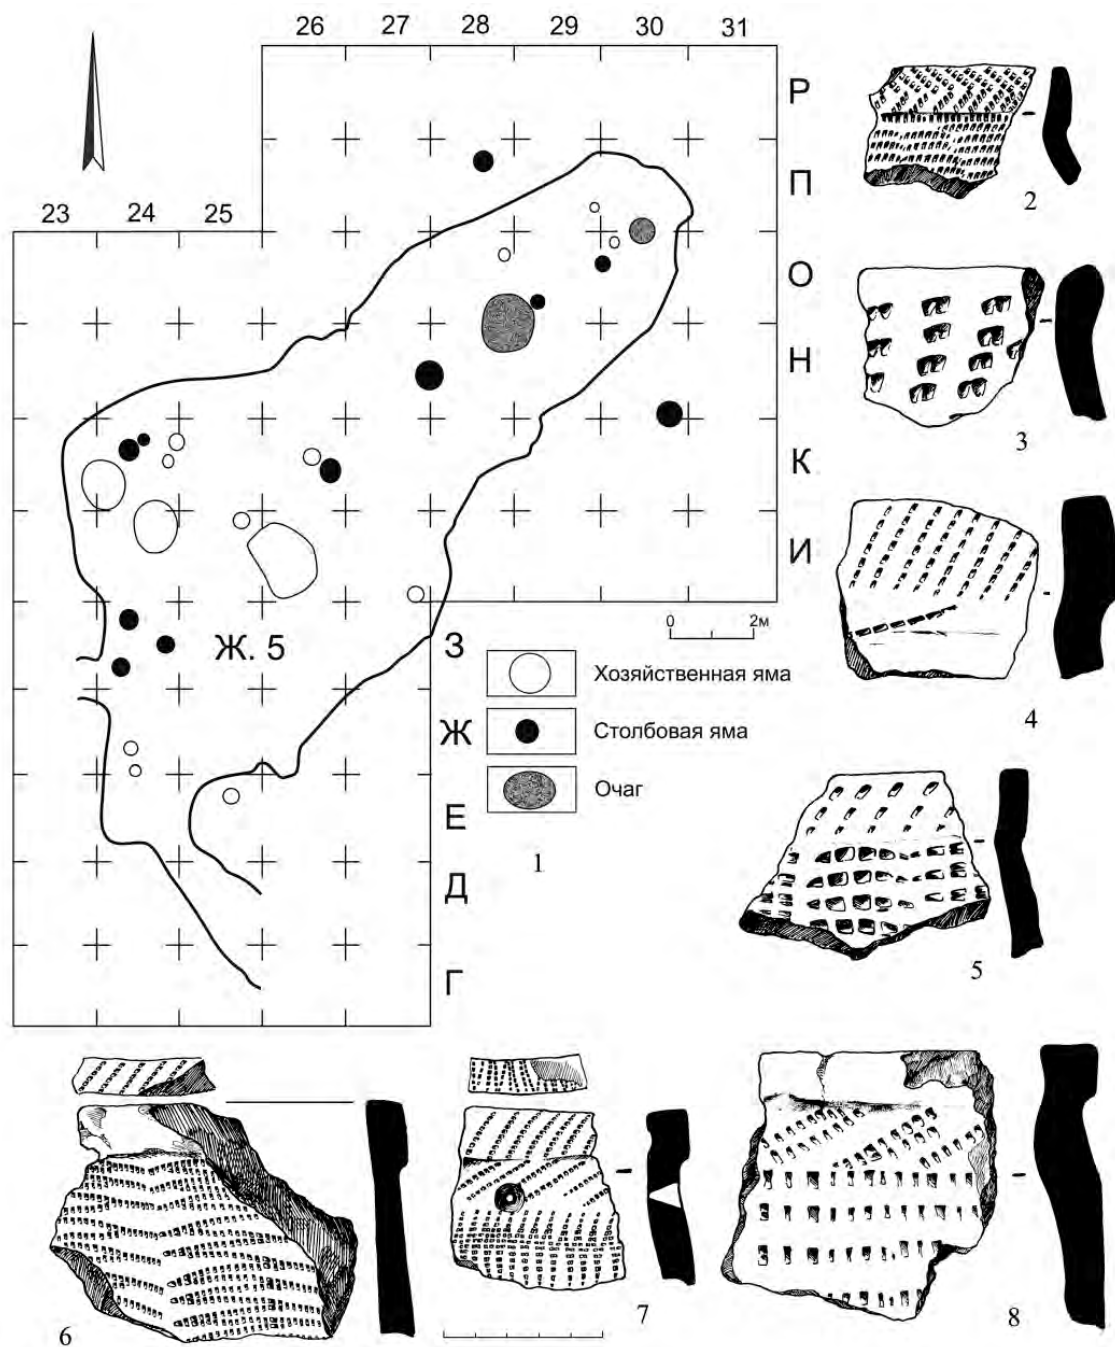 26 27 28 29 30 31
Р
П
23 24 25
О
Н
К
И
0 2м
Ж. 5
З
Хозяйственная яма
Ж
Столбовая яма
Очаг
Е
Д
Г
1
2
3
4
5
6
7
8